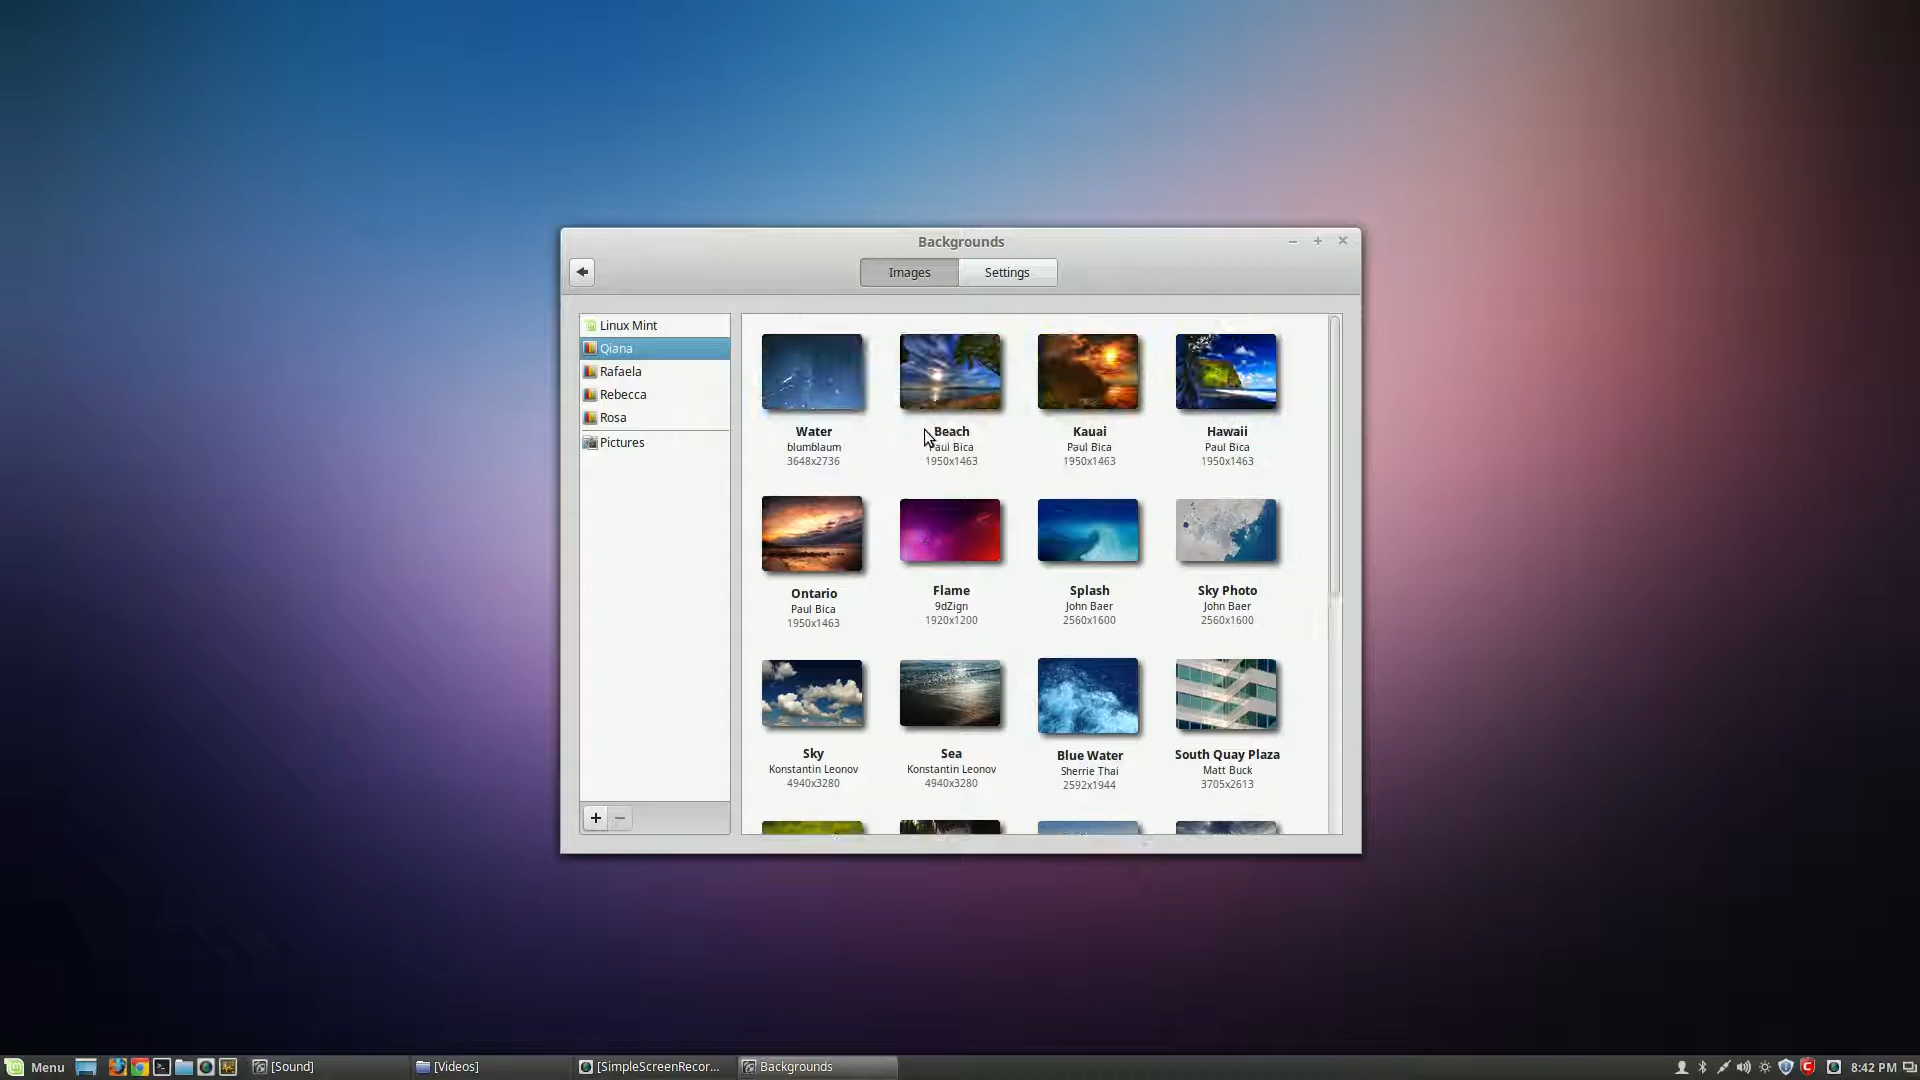 Backgrounds
Images
Settings
Linux Mint
Qiana
Rafaela
Rebecca
Rosa
Pictures
Water
blumblaum
3648x2736
Beach
Paul Bica
1950x1463
Kauai
Paul Bica
1950x1463
Hawaii
Paul Bica
1950x1463
Ontario
Paul Bica
1950x1463
Flame
9dZign
1920x1200
Splash
John Baer
2560x1600
Sky Photo
John Baer
2560x1600
Sky
Konstantin Leonov
4940x3280
Sea
Konstantin Leonov
4940x3280
Blue Water
Sherrie Thai
2592x1944
South Quay Plaza
Matt Buck
3705x2613
Menu
[Sound]
[Videos]
[SimpleScreenRecor...
Backgrounds
8:42 PM